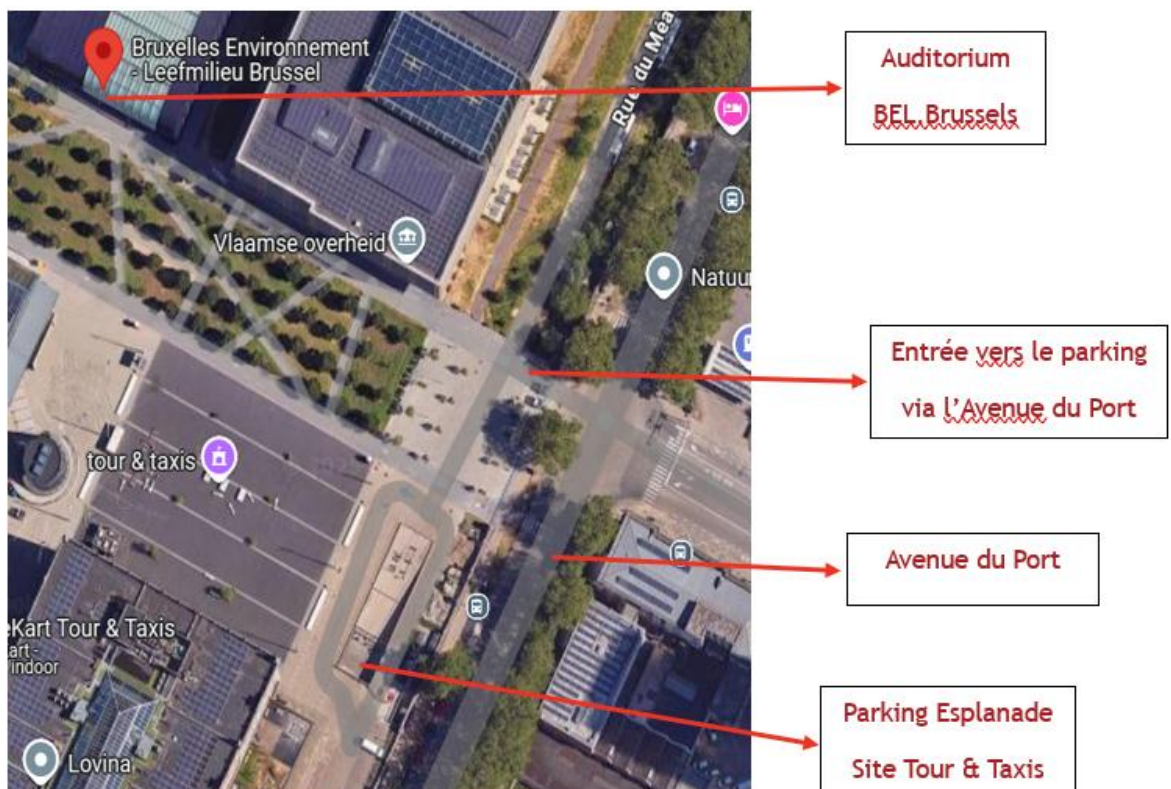 Bruxelles Environnement
- Leefmilieu Brussel
Auditorium
BEL Brussels
Rue du Méa
Vlaamse overheid
Natuu
Entrée vers le parking
via l’Avenue du Port
tour & taxis
Avenue du Port
eKart Tour & Taxis
art -
indoor
Parking Esplanade
Site Tour & Taxis
Lovina